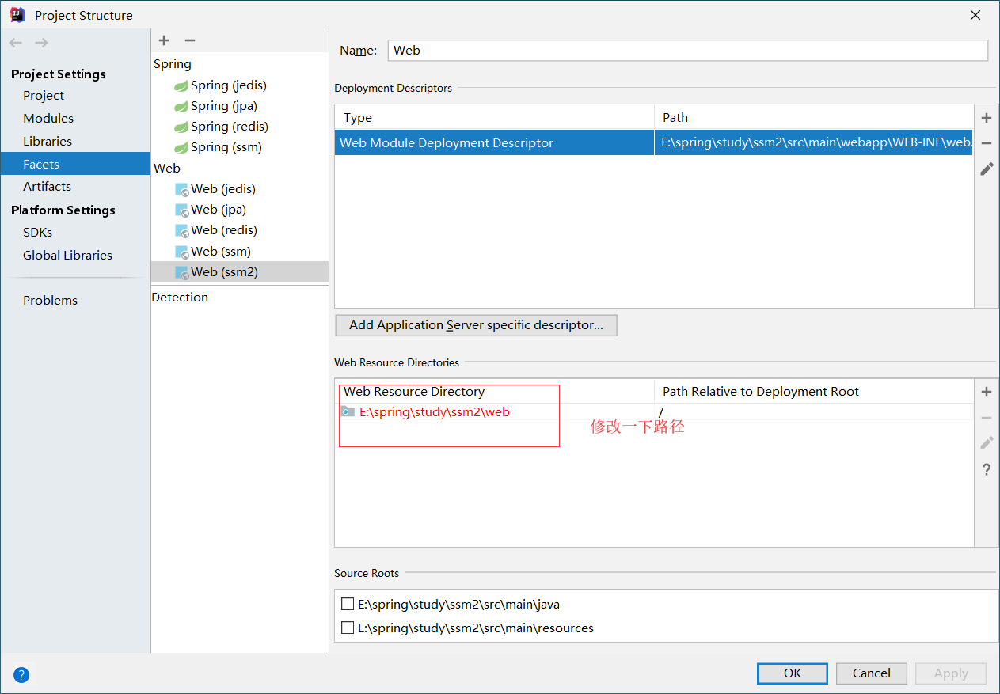 Project Structure
Project Settings
Project
Modules
Libraries
Facets
Artifacts
Platform Settings
SDKs
Global Libraries
Problems
Spring
Spring (jedis)
Spring (jpa)
Spring (redis)
Spring (ssm)
Web
Web (jedis)
Web (jpa)
Web (redis)
Web (ssm)
Web (ssm2)
Detection
Name: Web
Deployment Descriptors
Type Path
Web Module Deployment Descriptor E:\spring\study\ssm2\src\main\webapp\WEB-INF\web.
Add Application Server specific descriptor...
Web Resource Directories
Web Resource Directory Path Relative to Deployment Root
E:\spring\study\ssm2\web /
修改一下路径
?
Source Roots
E:\spring\study\ssm2\src\main\java
E:\spring\study\ssm2\src\main\resources
? OK Cancel Apply